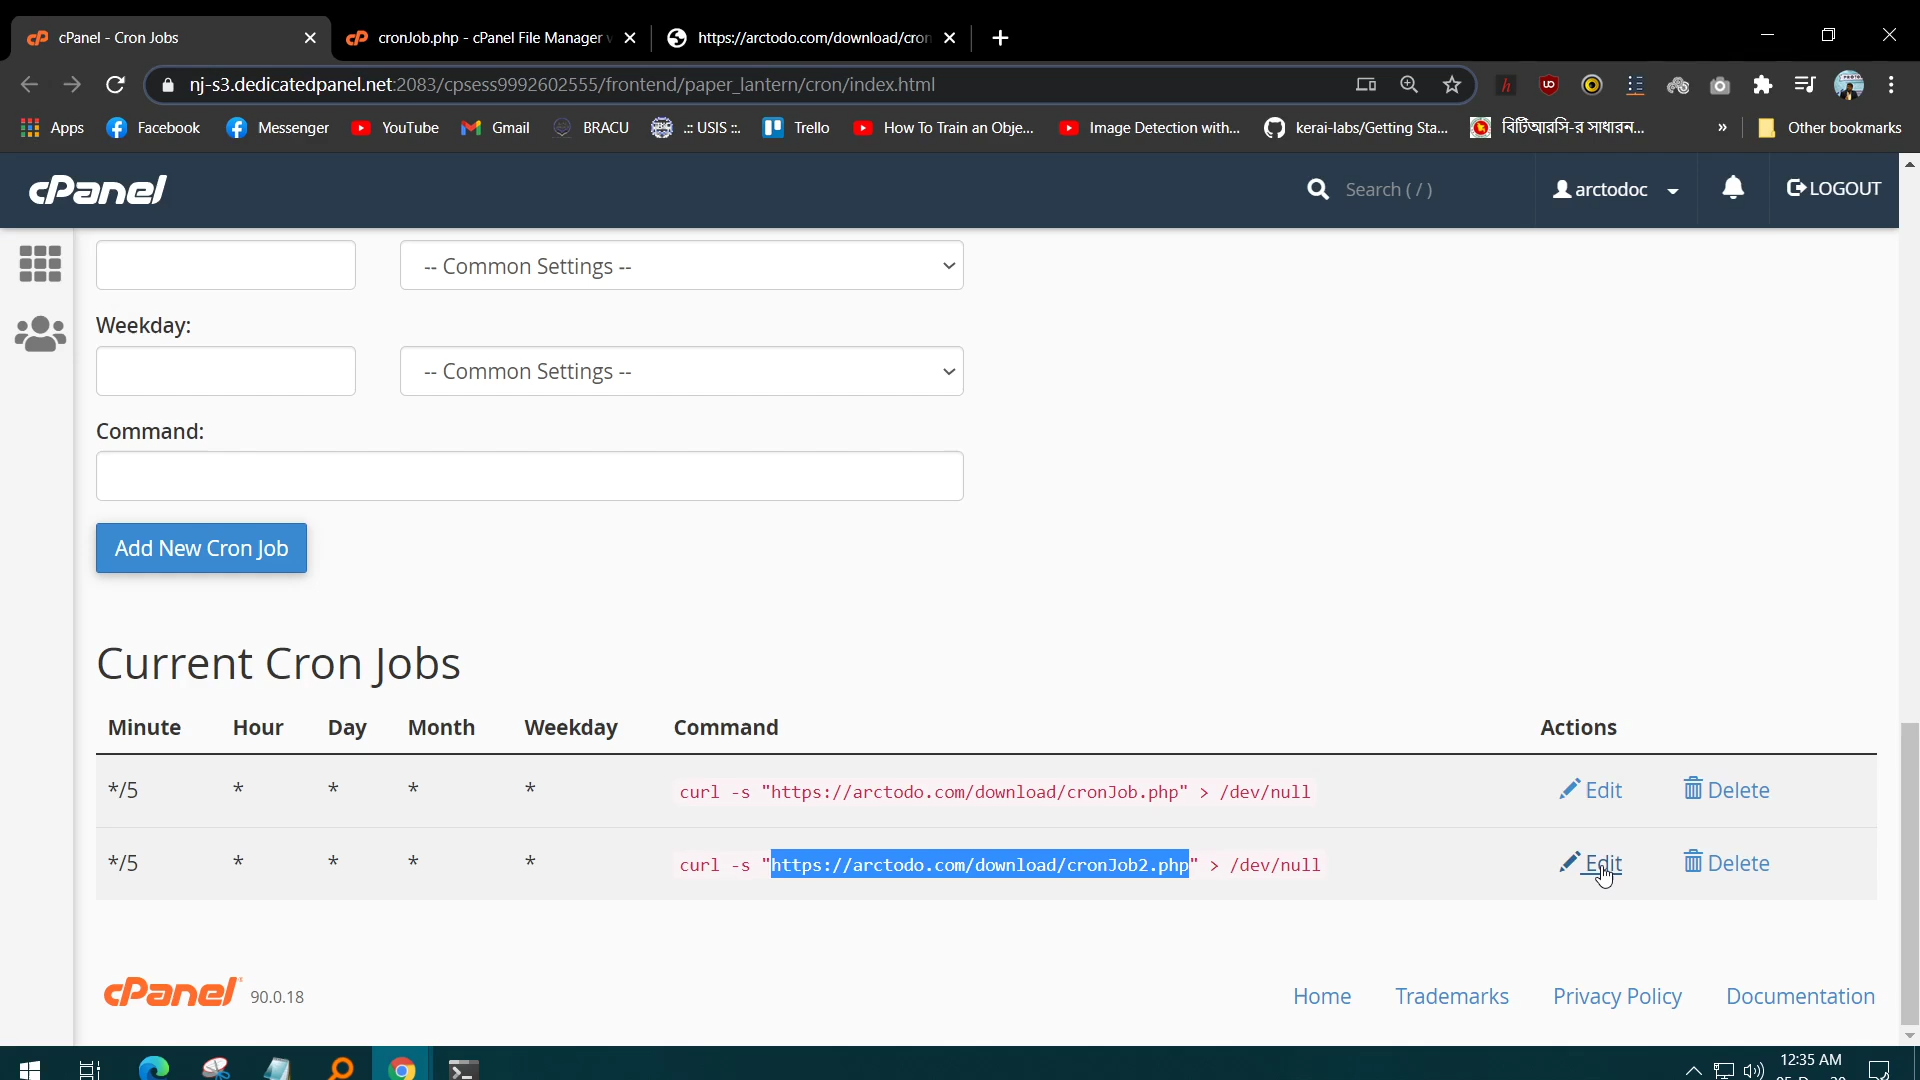 cPanel - Cron Jobs
cronJob.php - cPanel File Manager
https://arctodo.com/download/cron
nj-s3.dedicatedpanel.net:2083/cpsess9992602555/frontend/paper_lantern/cron/index.html
Apps Facebook Messenger YouTube Gmail BRACU .:: USIS ::. Trello How To Train an Obje... Image Detection with... kerai-labs/Getting Sta... বিটিআরসি-র সাধারন... » Other bookmarks
cPanel Search ( / ) arctodoc LOGOUT
-- Common Settings --
Weekday:
-- Common Settings --
Command:
Add New Cron Job
Current Cron Jobs
Minute Hour Day Month Weekday Command Actions
*/5 * * * * curl -s "https://arctodo.com/download/cronJob.php" > /dev/null Edit Delete
*/5 * * * * curl -s "https://arctodo.com/download/cronJob2.php" > /dev/null Edit Delete
cPanel 90.0.18 Home Trademarks Privacy Policy Documentation
12:35 AM